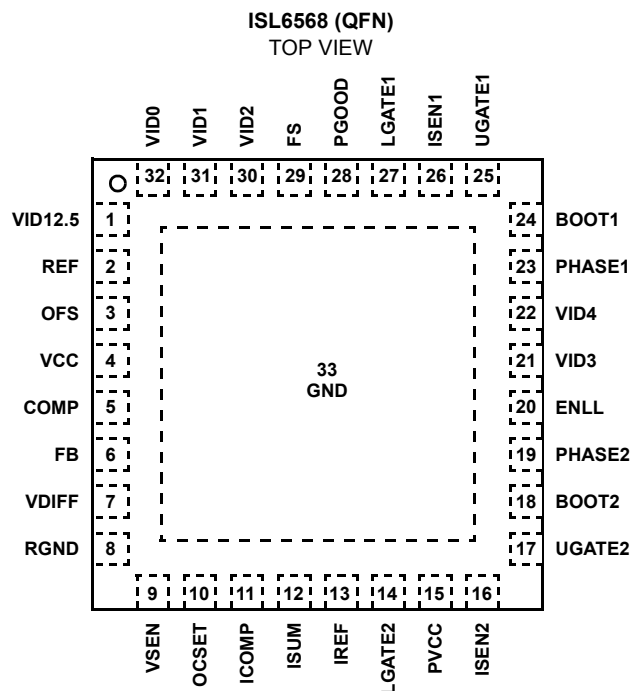 ISL6568 (QFN)
TOP VIEW
VID0 VID1 VID2 FS PGOOD LGATE1 ISEN1 UGATE1
32 31 30 29 28 27 26 25
VID12.5 1 24 BOOT1
REF 2 23 PHASE1
OFS 3 22 VID4
VCC 4 21 VID3
33
GND
COMP 5 20 ENLL
FB 6 19 PHASE2
VDIFF 7 18 BOOT2
RGND 8 17 UGATE2
9 10 11 12 13 14 15 16
VSEN OCSET ICOMP ISUM IREF LGATE2 PVCC ISEN2